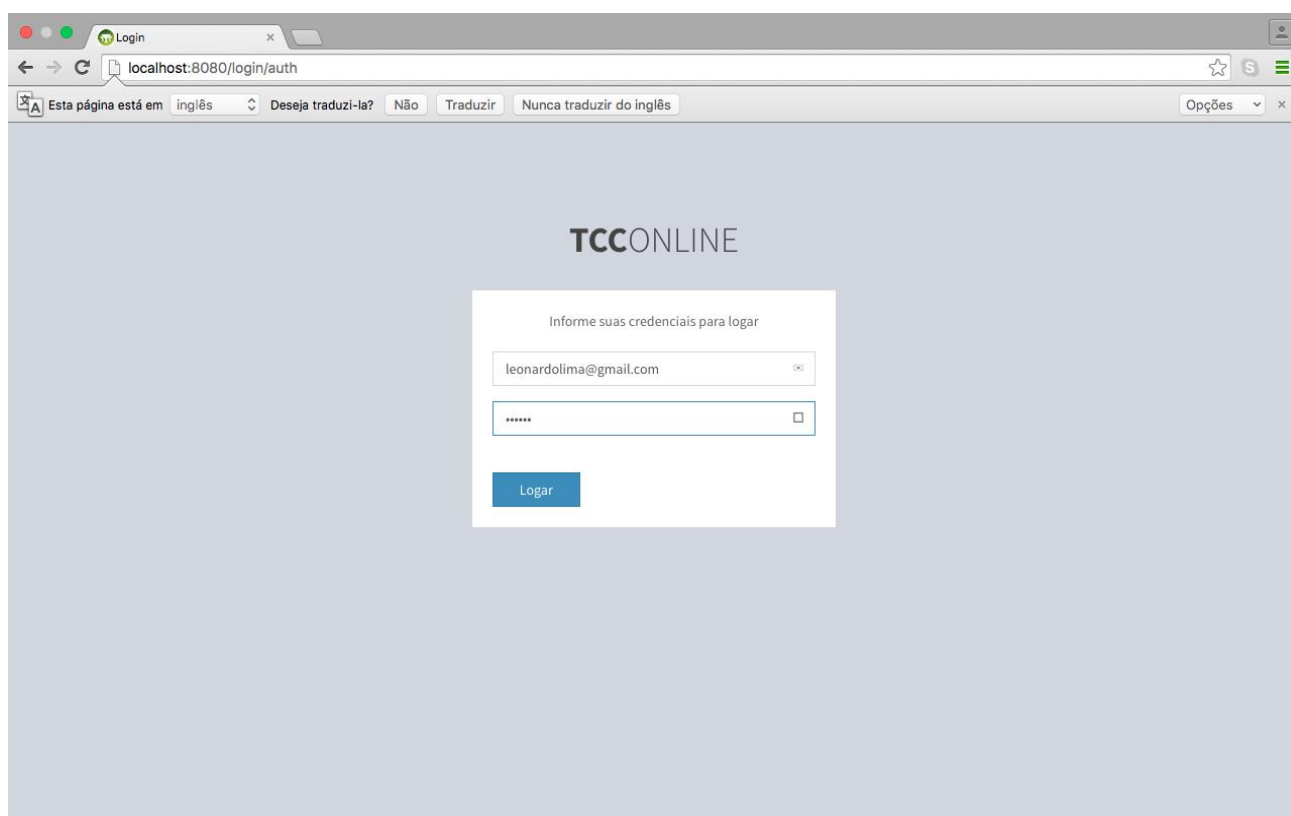 Login
localhost:8080/login/auth
Esta página está em inglês Deseja traduzi-la? Não Traduzir Nunca traduzir do inglês Opções
TCCONLINE
Informe suas credenciais para logar
leonardolima@gmail.com
••••••
Logar